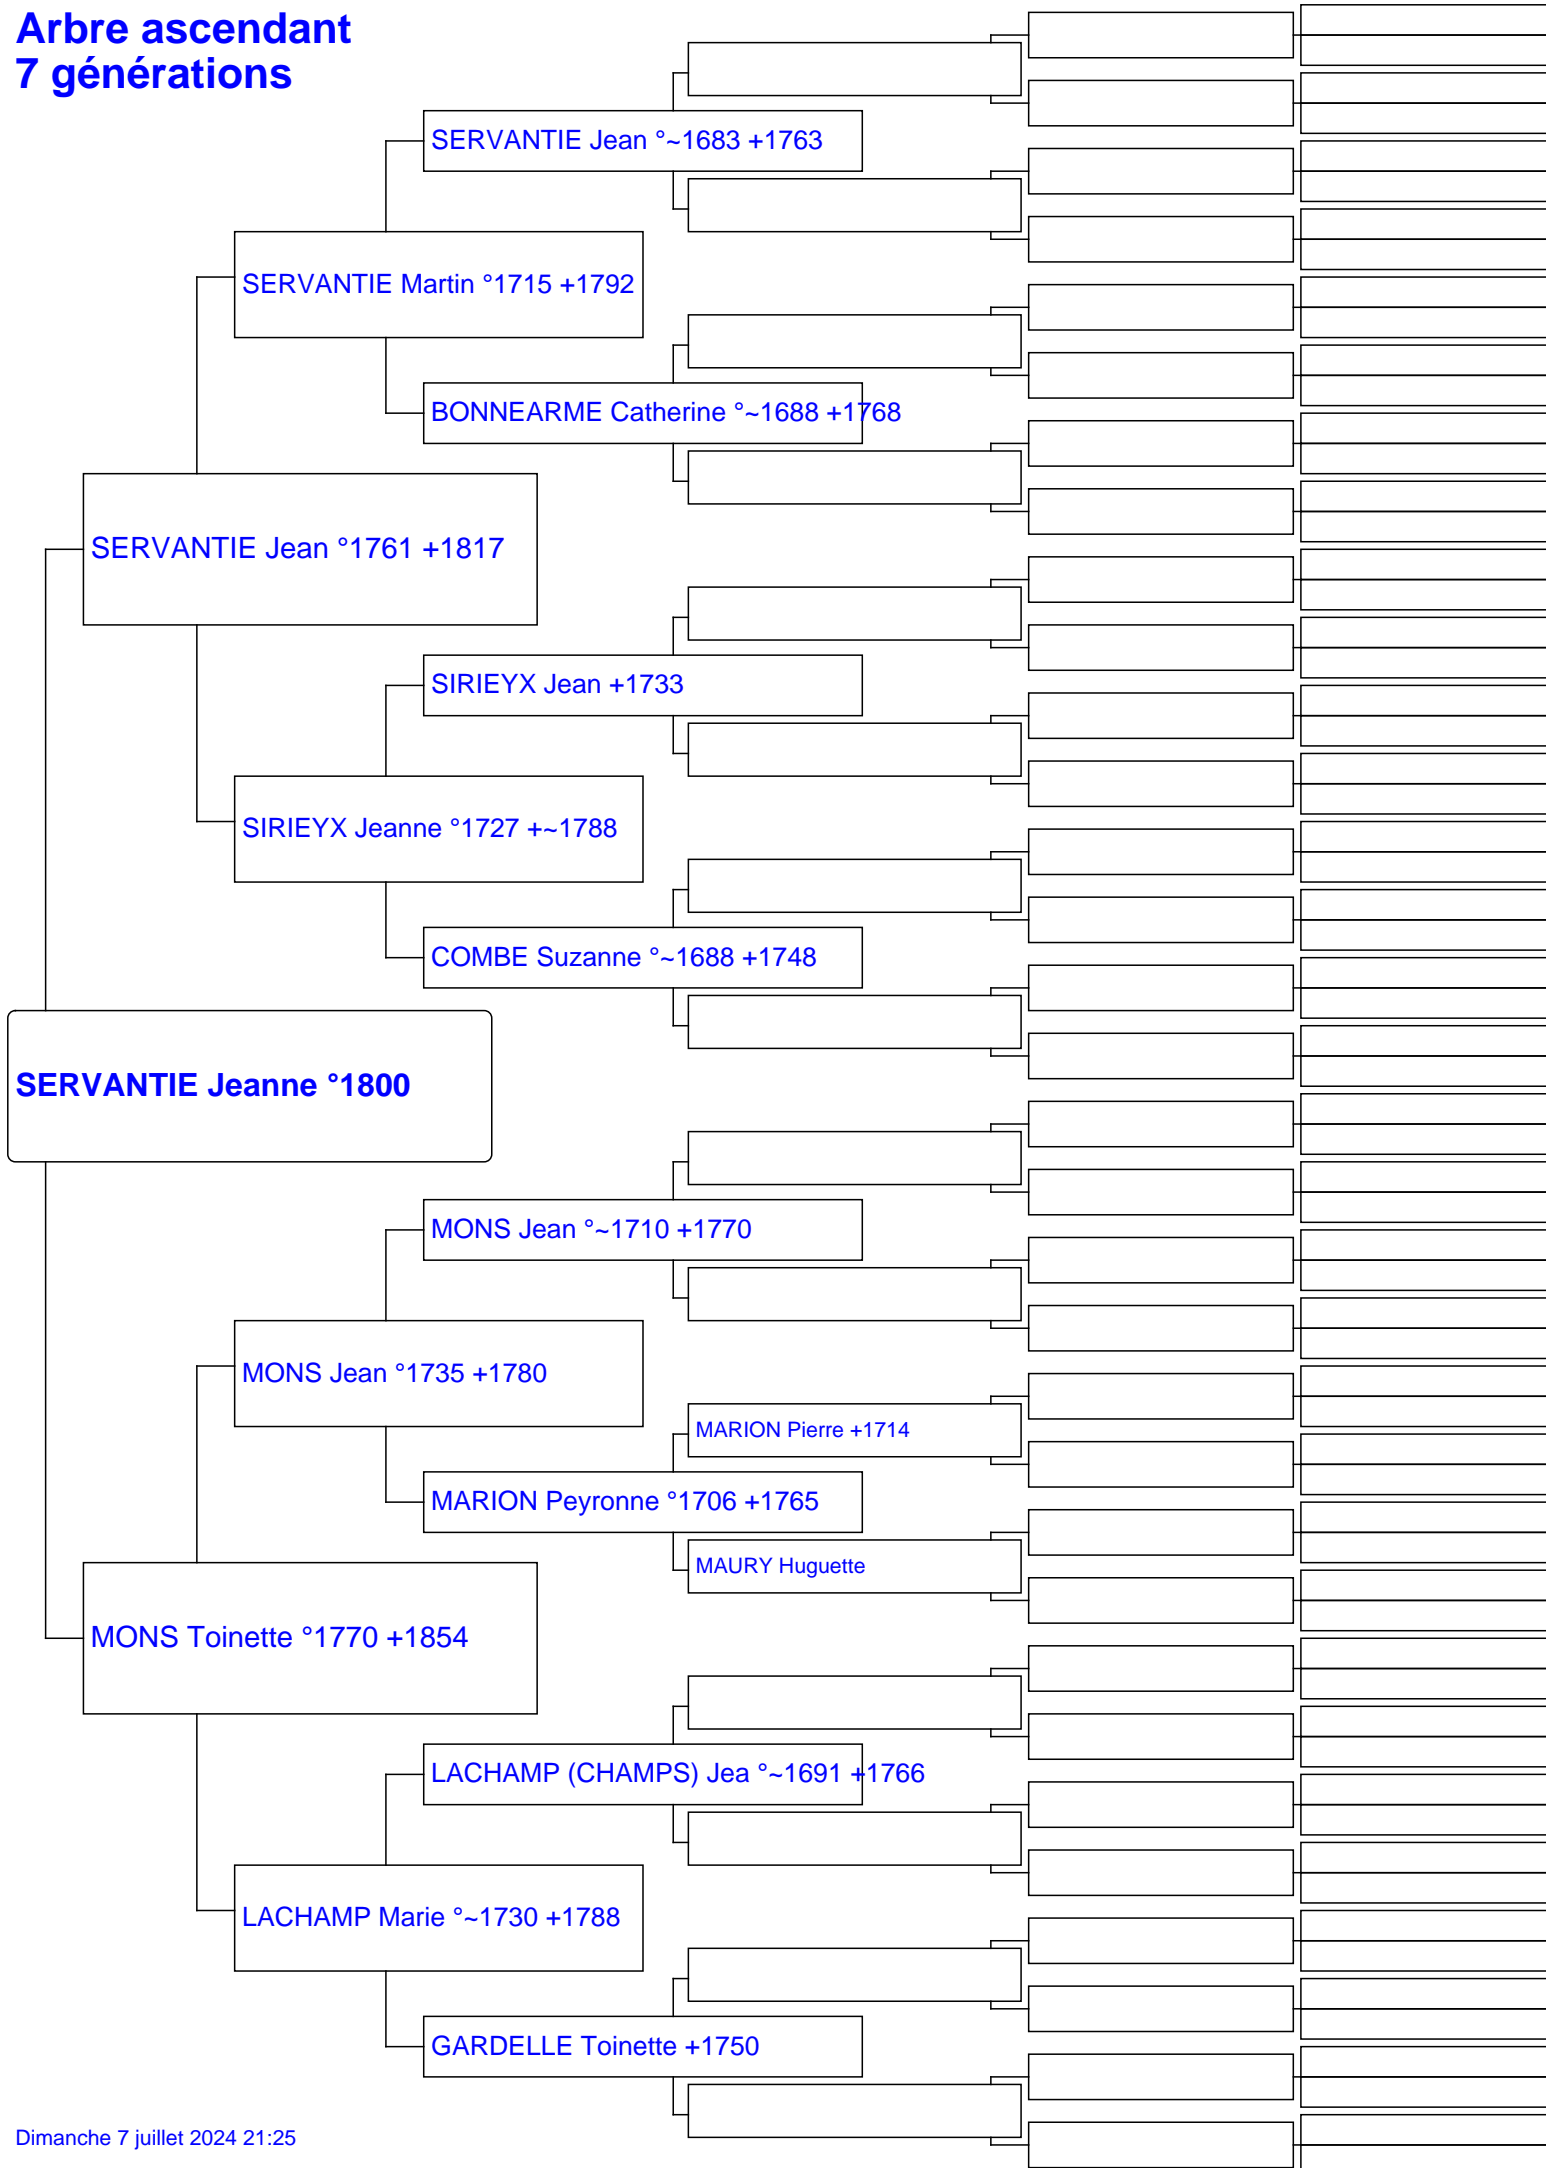 Arbre ascendant
7 générations
SERVANTIE Jean °~1683 +1763
SERVANTIE Martin °1715 +1792
BONNEARME Catherine °~1688 +1768
SERVANTIE Jean °1761 +1817
SIRIEYX Jean +1733
SIRIEYX Jeanne °1727 +~1788
COMBE Suzanne °~1688 +1748
SERVANTIE Jeanne °1800
MONS Jean °~1710 +1770
MONS Jean °1735 +1780
MARION Pierre +1714
MARION Peyronne °1706 +1765
MAURY Huguette
MONS Toinette °1770 +1854
LACHAMP (CHAMPS) Jea °~1691 +1766
LACHAMP Marie °~1730 +1788
GARDELLE Toinette +1750
Dimanche 7 juillet 2024 21:25